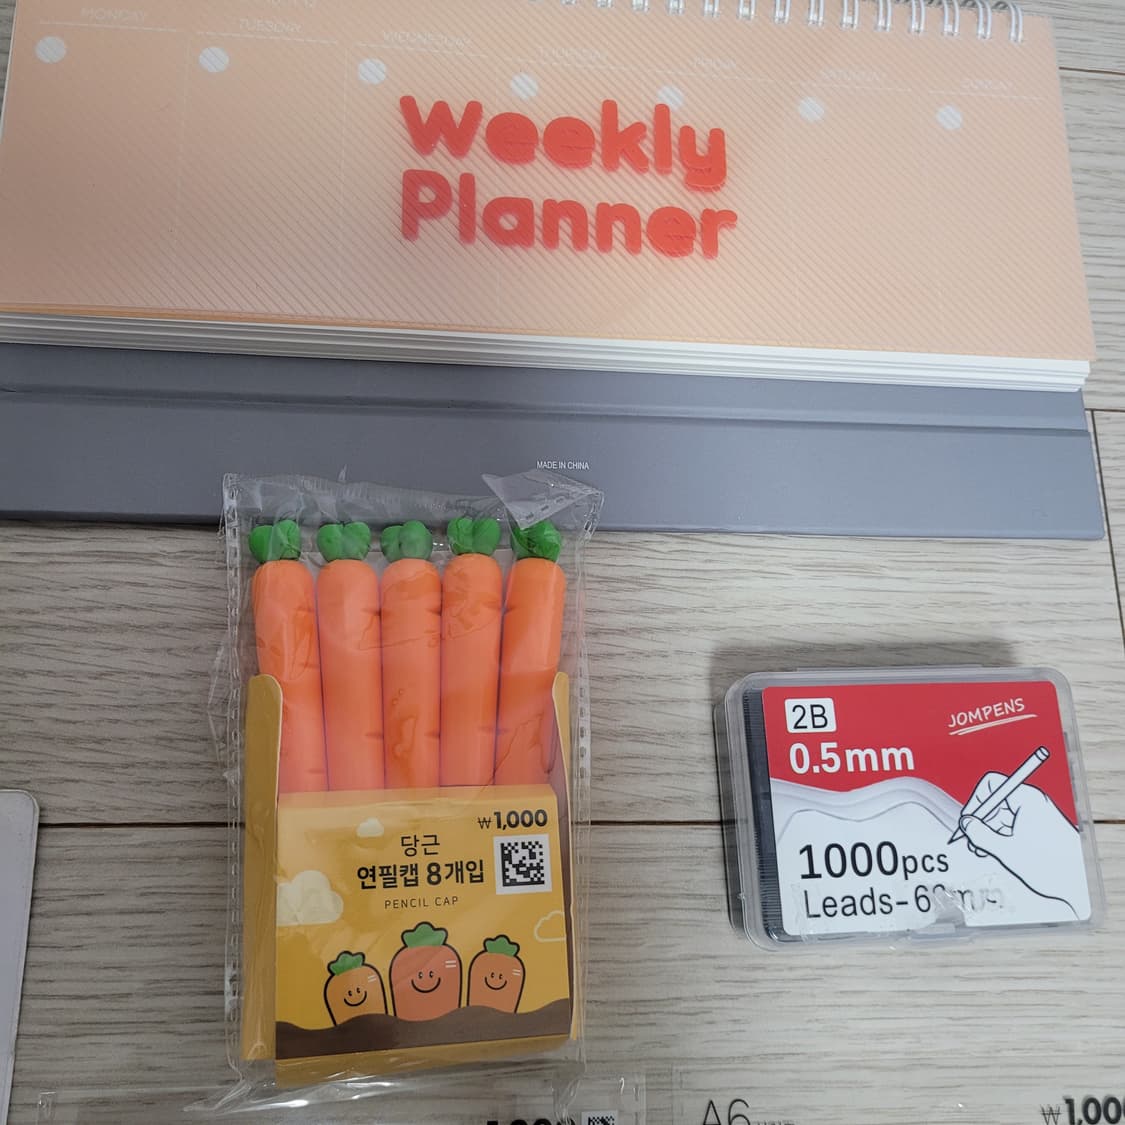 MONDAY
TUESDAY
WEDNESDAY
Weekly
Planner
MADE IN CHINA
₩1,000
당근
연필캡 8개입
PENCIL CAP
2B
JOMPENS
0.5mm
1000pcs
A6